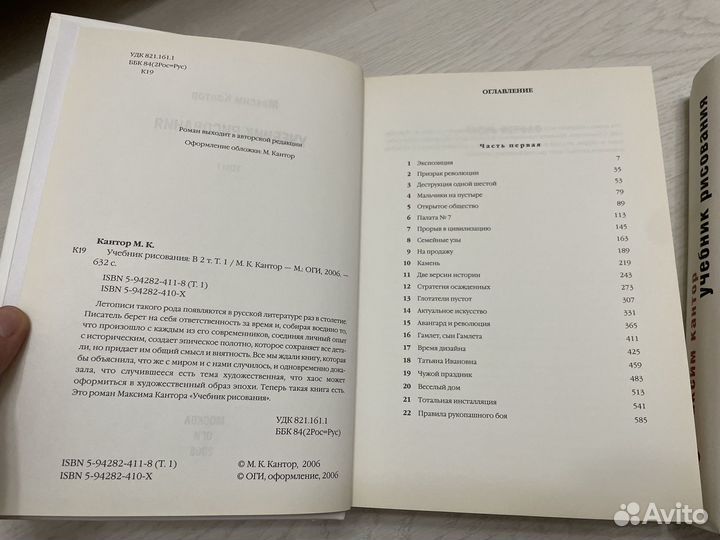 УДК 821.161.1
ББК 84(2Рос=Рус)
К19
Роман выходит в авторской редакции
Оформление обложки: М. Кантор
Кантор М. К.
К19 Учебник рисования: В 2 т. Т. 1 / М. К. Кантор — М.: ОГИ, 2006. —
632 с.
ISBN 5-94282-411-8 (Т. 1)
ISBN 5-94282-410-X
Летописи такого рода появляются в русской литературе раз в столетие.
Писатель берет на себя ответственность за время и, собирая воедино то,
что произошло с каждым из его современников, соединяя личный опыт
с историческим, создает эпическое полотно, которое сохраняет все дета-
ли, но придает им общий смысл и внятность. Все мы ждали книгу, которая
бы объяснила, что же с миром и с нами случилось, и одновременно дока-
зала, что случившееся есть тема художественная, что хаос может
оформиться в художественный образ эпохи. Теперь такая книга есть.
Это роман Максима Кантора «Учебник рисования».
УДК 821.161.1
ББК 84(2Рос=Рус)
ISBN 5-94282-411-8 (Т. 1)
ISBN 5-94282-410-X
© М. К. Кантор, 2006
© ОГИ, оформление, 2006
ОГЛАВЛЕНИЕ
Часть первая
1 Экспозиция 7
2 Призрак революции 35
3 Деструкция одной шестой 53
4 Мальчики на пустыре 79
5 Открытое общество 89
6 Палата № 7 113
7 Прорыв в цивилизацию 145
8 Семейные узы 163
9 На продажу 189
10 Камень 219
11 Две версии истории 243
12 Стратегия осажденных 273
13 Глотатели пустот 307
14 Актуальное искусство 331
15 Авангард и революция 365
16 Гамлет, сын Гамлета 411
17 Время дизайна 425
18 Татьяна Ивановна 459
19 Чужой праздник 483
20 Веселый дом 513
21 Тотальная инсталляция 541
22 Правила рукопашного боя 585
ксим кантор
учебник рисования
Avito